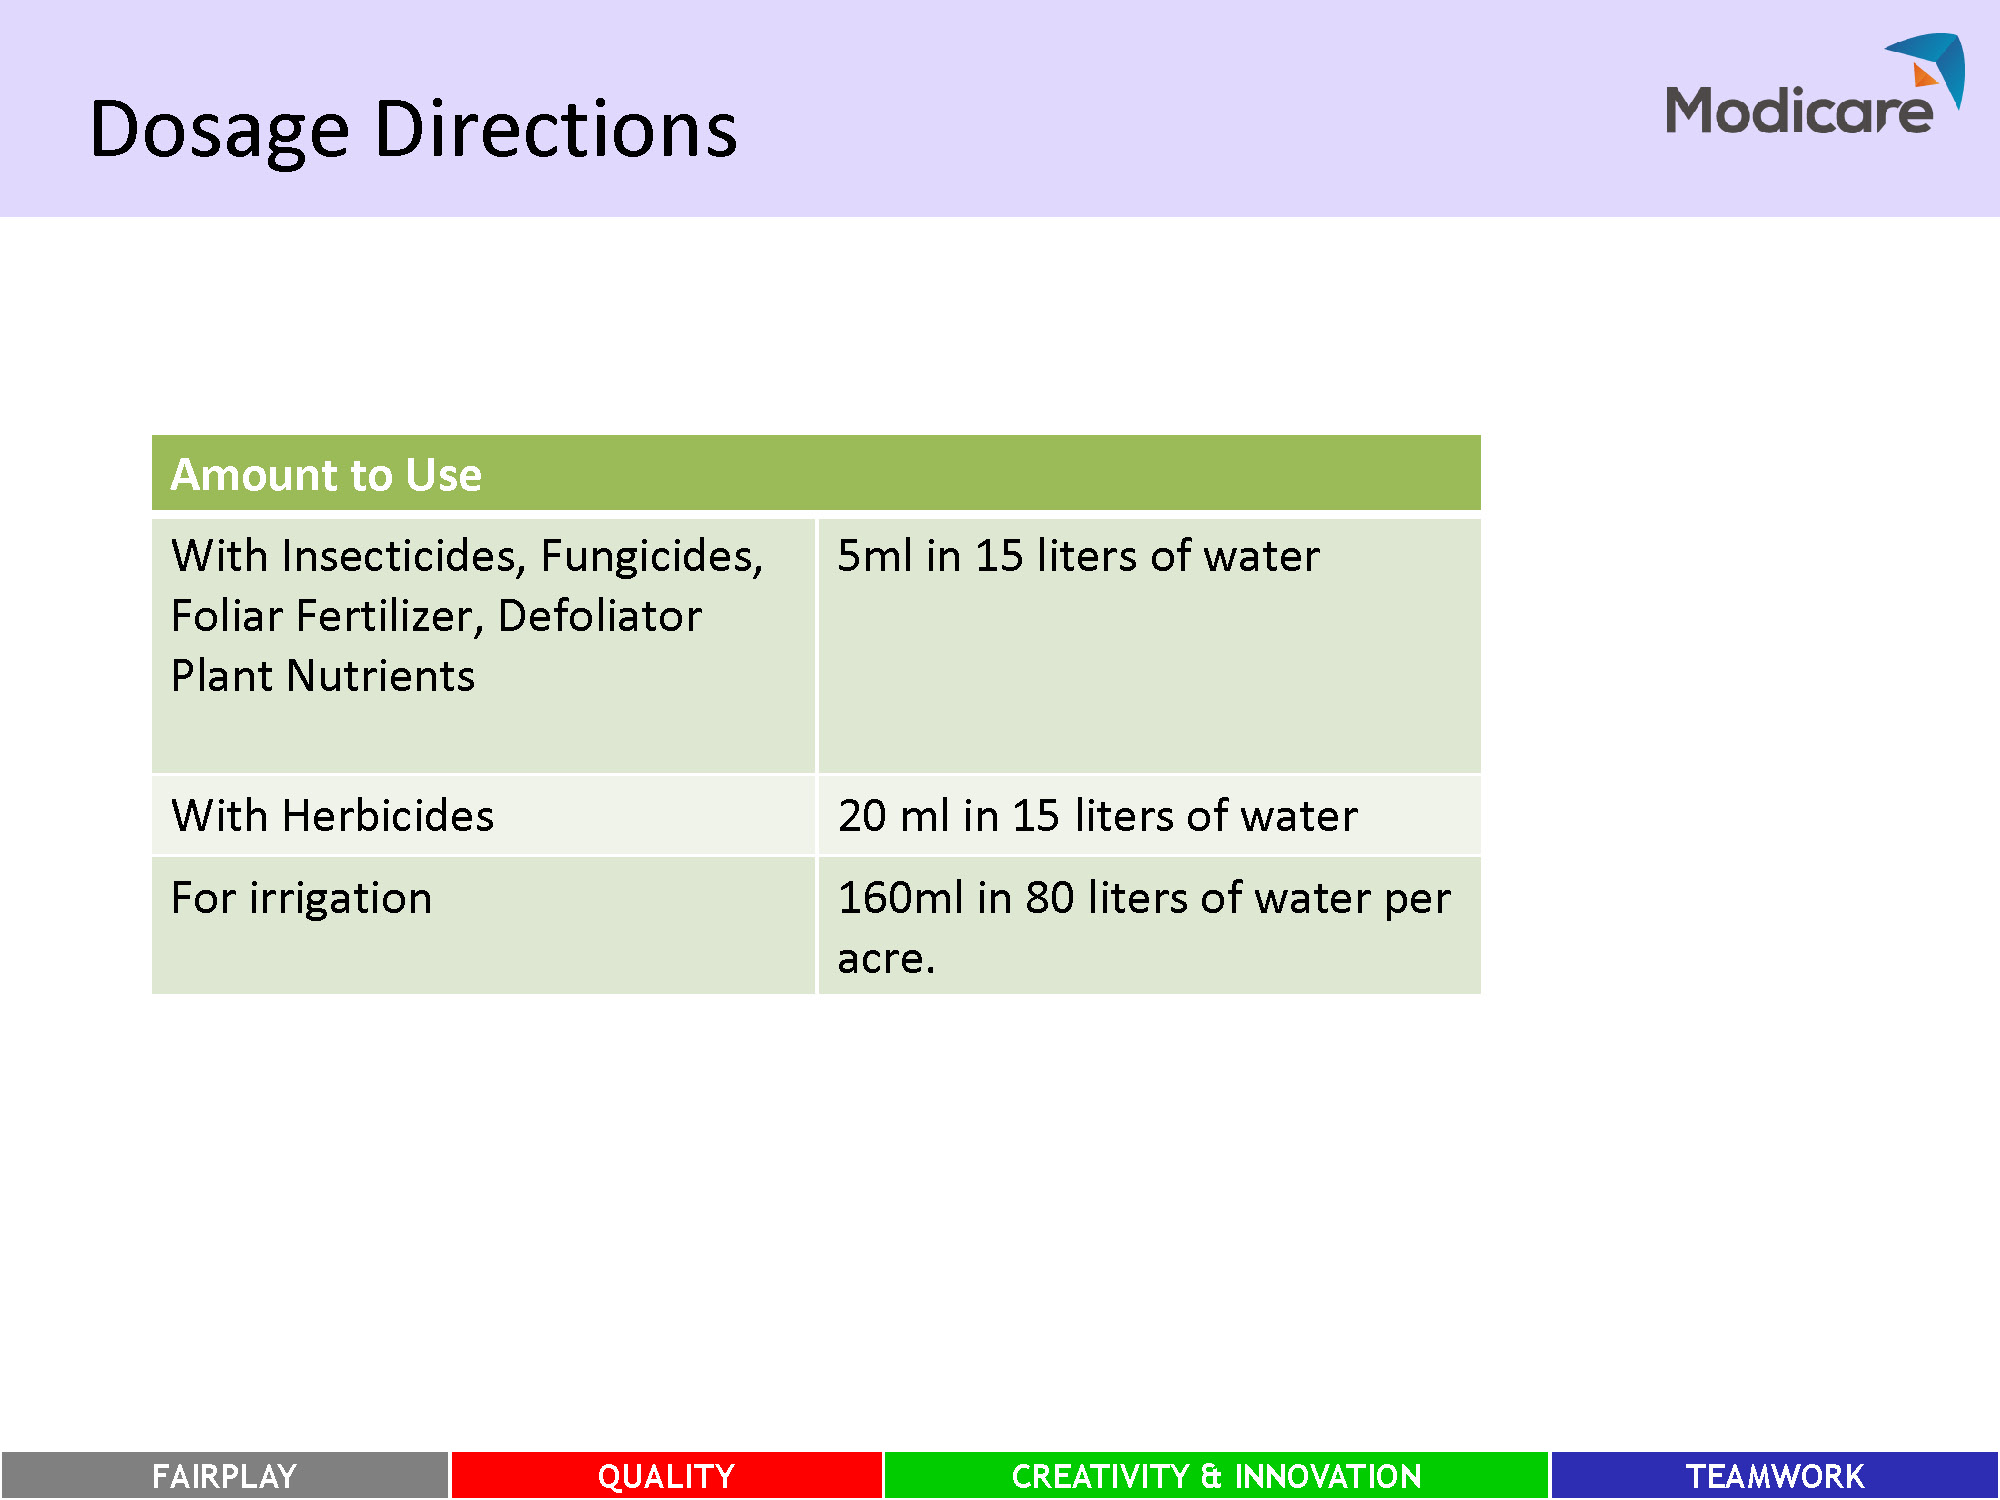 Dosage Directions
Modicare
Amount to Use
With Insecticides, Fungicides,
Foliar Fertilizer, Defoliator
Plant Nutrients
5ml in 15 liters of water
With Herbicides
20 ml in 15 liters of water
For irrigation
160ml in 80 liters of water per
acre.
FAIRPLAY
QUALITY
CREATIVITY & INNOVATION
TEAMWORK